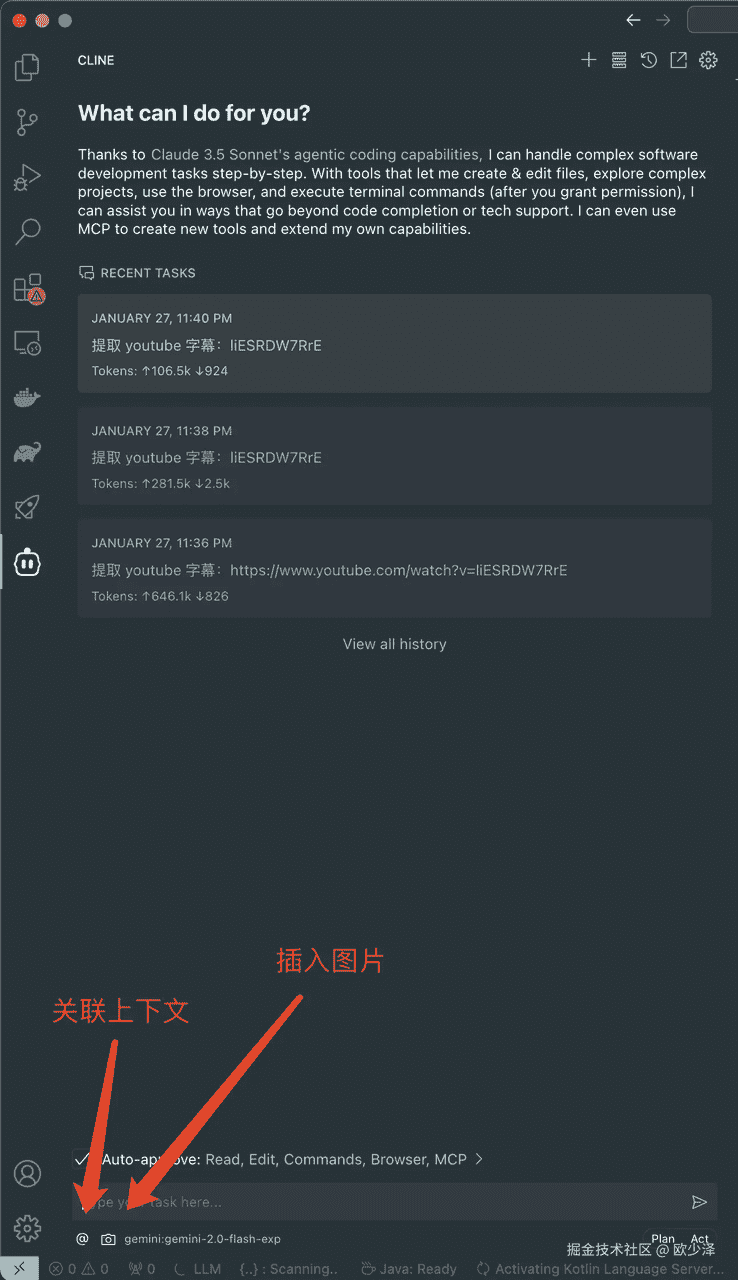 CLINE
What can I do for you?
Thanks to Claude 3.5 Sonnet's agentic coding capabilities, I can handle complex software
development tasks step-by-step. With tools that let me create & edit files, explore complex
projects, use the browser, and execute terminal commands (after you grant permission), I
can assist you in ways that go beyond code completion or tech support. I can even use
MCP to create new tools and extend my own capabilities.
RECENT TASKS
JANUARY 27, 11:40 PM
提取 youtube 字幕：liESRDW7RrE
Tokens: ↑106.5k ↓924
JANUARY 27, 11:38 PM
提取 youtube 字幕：liESRDW7RrE
Tokens: ↑281.5k ↓2.5k
JANUARY 27, 11:36 PM
提取 youtube 字幕：https://www.youtube.com/watch?v=liESRDW7RrE
Tokens: ↑646.1k ↓826
View all history
插入图片
关联上下文
Auto-approve: Read, Edit, Commands, Browser, MCP >
Type your task here...
@ gemini:gemini-2.0-flash-exp
Plan Act
掘金技术社区 @ 欧少泽
0 0 0 LLM {..} : Scanning.. Java: Ready Activating Kotlin Language Server...